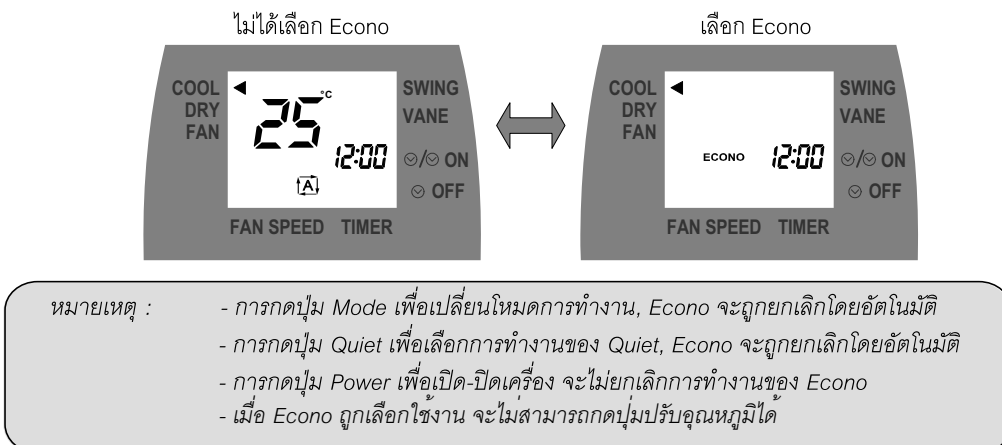 ไม่ได้เลือก Econo
เลือก Econo
COOL
DRY
FAN
25 °C
12:00
A
SWING
VANE
/ ON
OFF
FAN SPEED TIMER
COOL
DRY
FAN
ECONO 12:00
SWING
VANE
/ ON
OFF
FAN SPEED TIMER
หมายเหตุ : - การกดปุ่ม Mode เพื่อเปลี่ยนโหมดการทำงาน, Econo จะถูกยกเลิกโดยอัตโนมัติ
- การกดปุ่ม Quiet เพื่อเลือกการทำงานของ Quiet, Econo จะถูกยกเลิกโดยอัตโนมัติ
- การกดปุ่ม Power เพื่อเปิด-ปิดเครื่อง จะไม่ยกเลิกการทำงานของ Econo
- เมื่อ Econo ถูกเลือกใช้งาน จะไม่สามารถกดปุ่มปรับอุณหภูมิได้